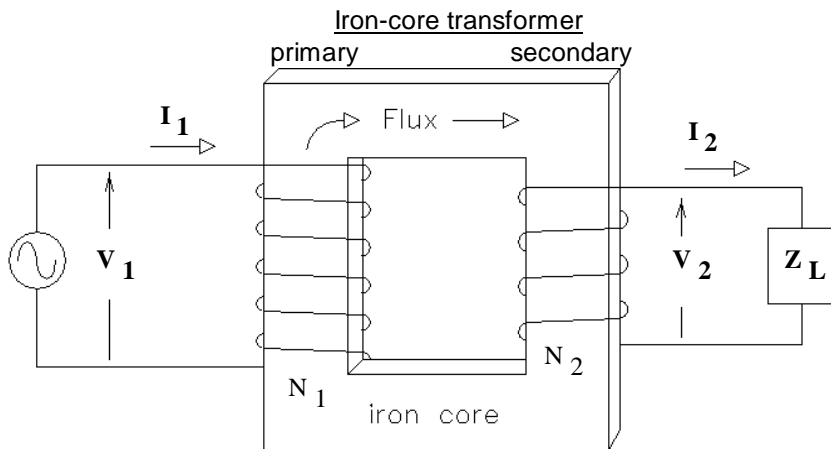 Iron-core transformer
primary secondary
Flux
I1
I2
V1
V2
ZL
N1
N2
iron core